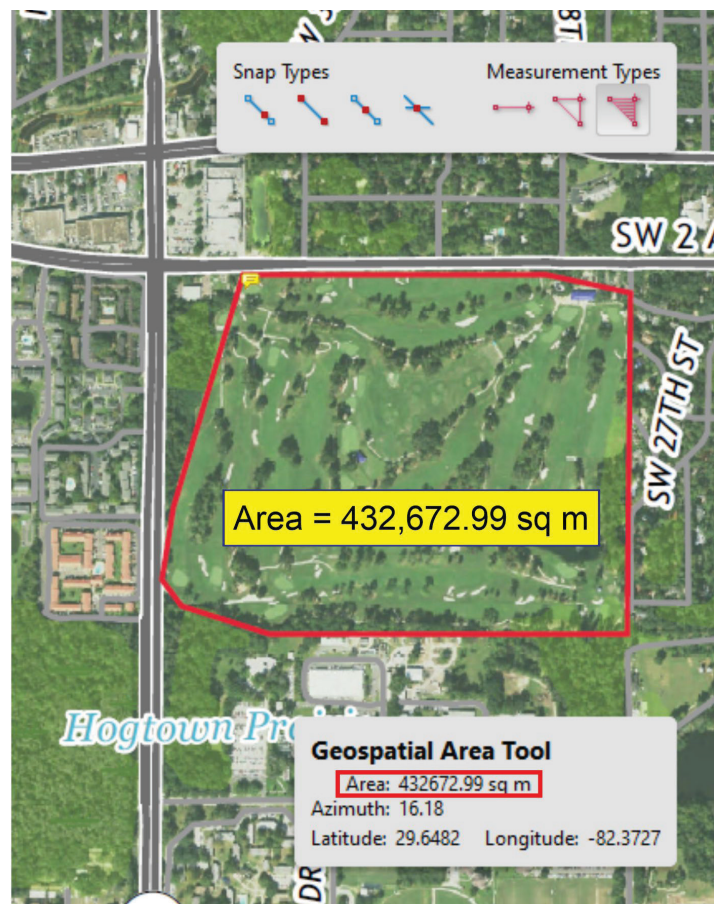 Snap Types
Measurement Types
SW 2 A
SW 27TH ST
Area = 432,672.99 sq m
Hogtown Pr
Geospatial Area Tool
Area: 432672.99 sq m
Azimuth: 16.18
Latitude: 29.6482 Longitude: -82.3727
DR